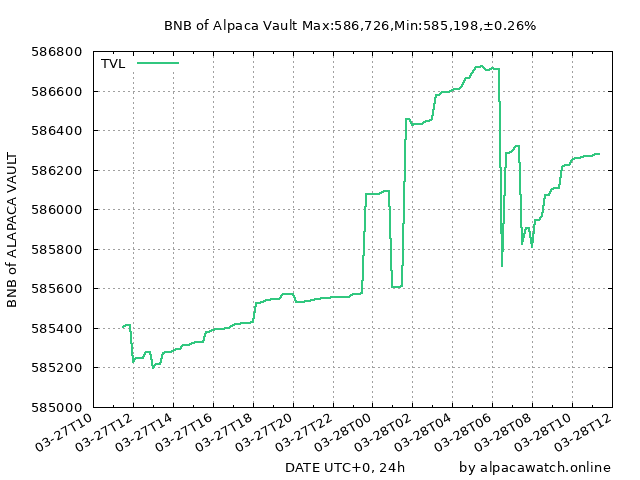 BNB of Alpaca Vault Max:586,726,Min:585,198,±0.26%
TVL
586800
586600
586400
586200
586000
585800
585600
585400
585200
585000
BNB of ALAPACA VAULT
03-27T10
03-27T12
03-27T14
03-27T16
03-27T18
03-27T20
03-27T22
03-28T00
03-28T02
03-28T04
03-28T06
03-28T08
03-28T10
03-28T12
DATE UTC+0, 24h
by alpacawatch.online